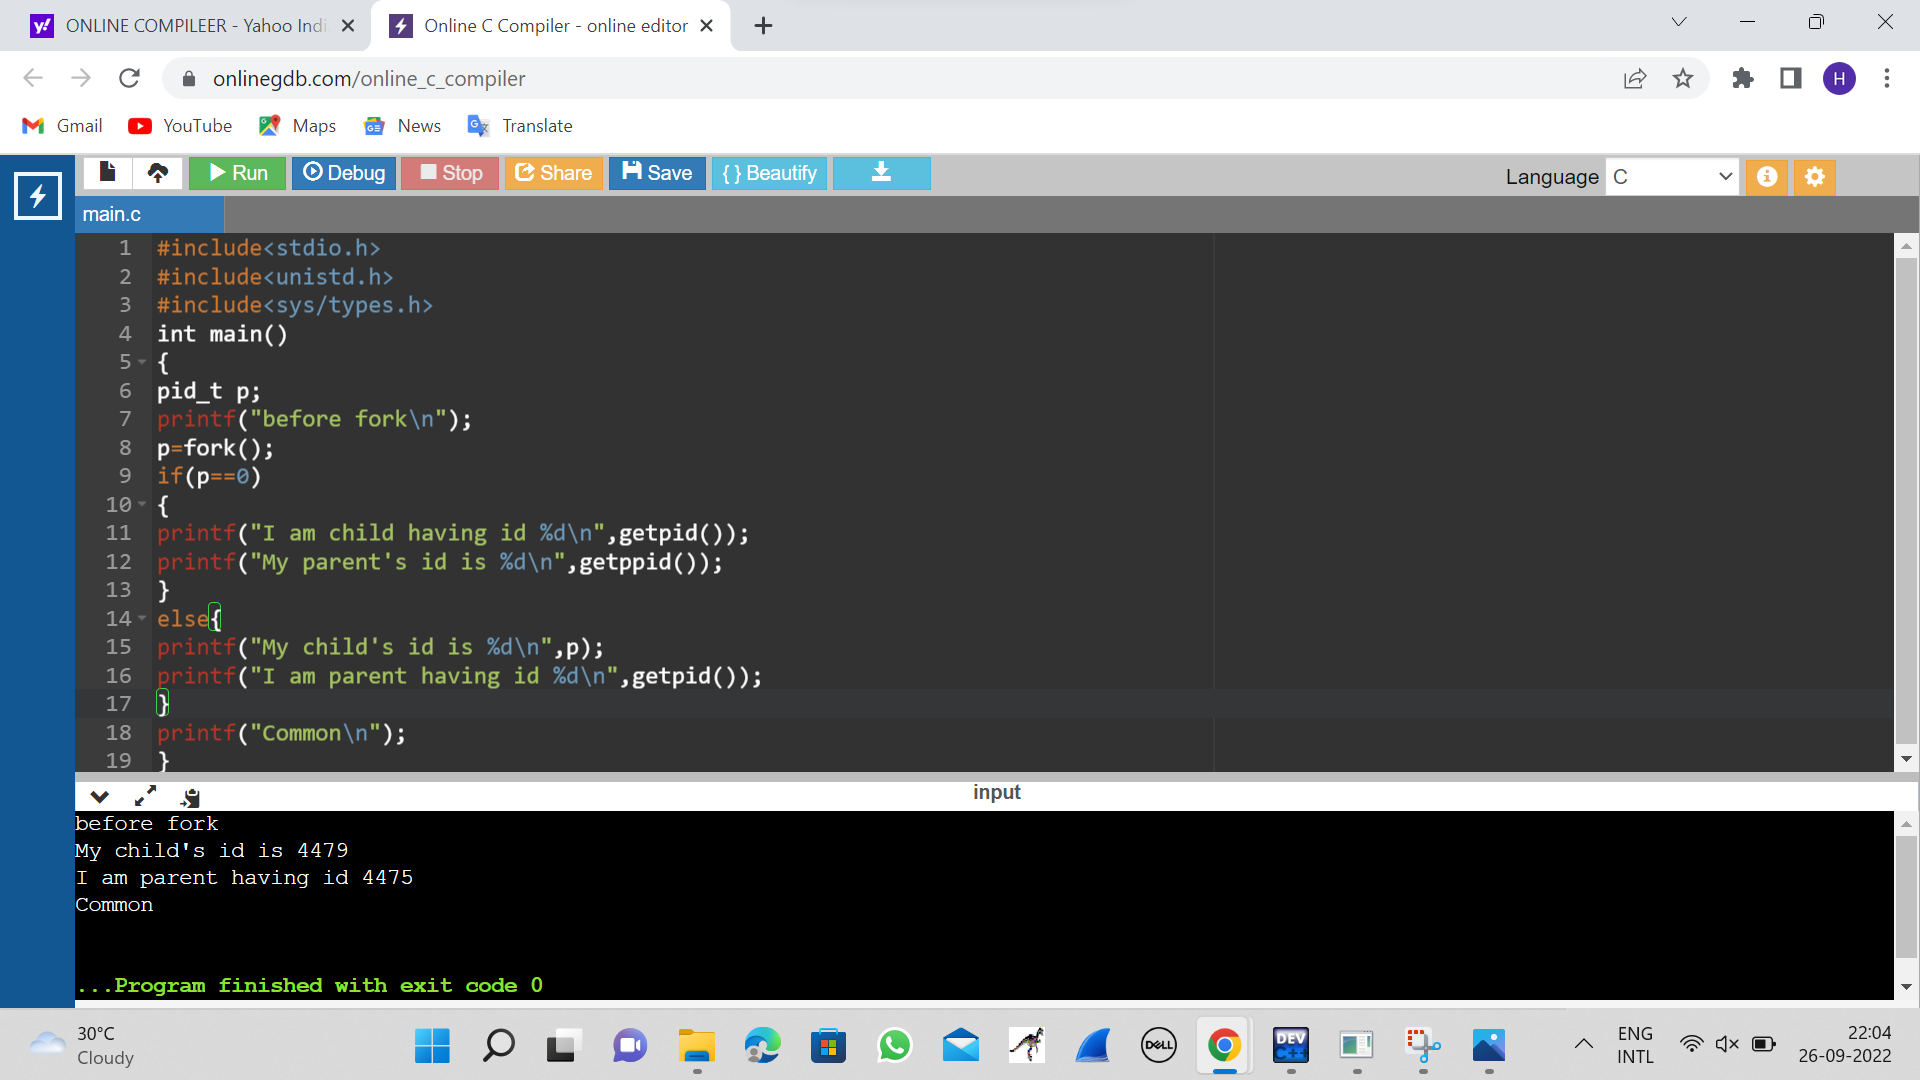 ONLINE COMPILEER - Yahoo Indi
Online C Compiler - online editor
onlinegdb.com/online_c_compiler
H
Gmail
YouTube
Maps
News
Translate
Run
Debug
Stop
Share
Save
{ } Beautify
Language C
main.c
1 #include<stdio.h>
2 #include<unistd.h>
3 #include<sys/types.h>
4 int main()
5 {
6 pid_t p;
7 printf("before fork\n");
8 p=fork();
9 if(p==0)
10 {
11 printf("I am child having id %d\n",getpid());
12 printf("My parent's id is %d\n",getppid());
13 }
14 else{
15 printf("My child's id is %d\n",p);
16 printf("I am parent having id %d\n",getpid());
17 }
18 printf("Common\n");
19 }
input
before fork
My child's id is 4479
I am parent having id 4475
Common
...Program finished with exit code 0
30°C
Cloudy
DELL
DEV
C++
ENG
INTL
22:04
26-09-2022